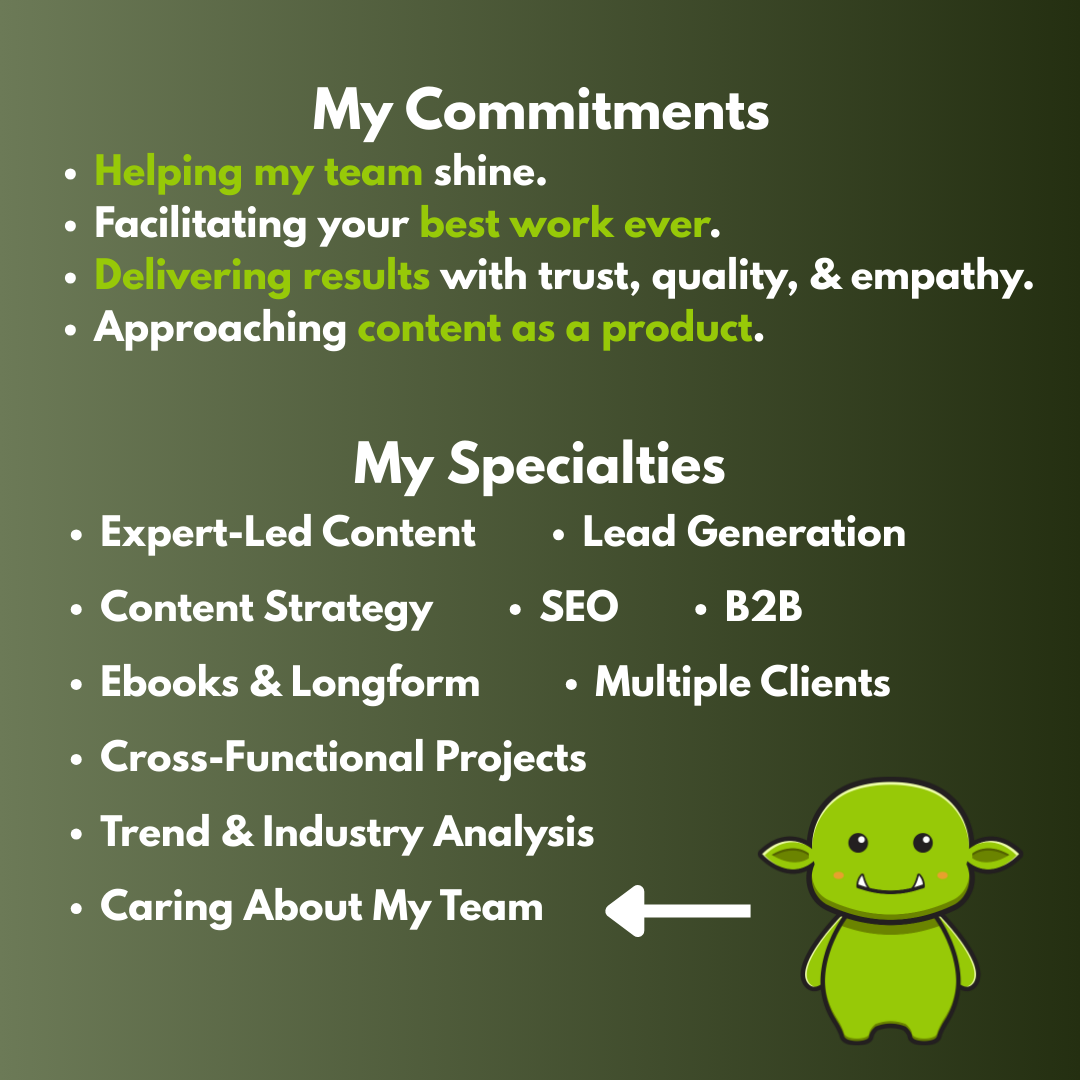 My Commitments
• Helping my team shine.
• Facilitating your best work ever.
• Delivering results with trust, quality, & empathy.
• Approaching content as a product.
My Specialties
• Expert-Led Content • Lead Generation
• Content Strategy • SEO • B2B
• Ebooks & Longform • Multiple Clients
• Cross-Functional Projects
• Trend & Industry Analysis
• Caring About My Team